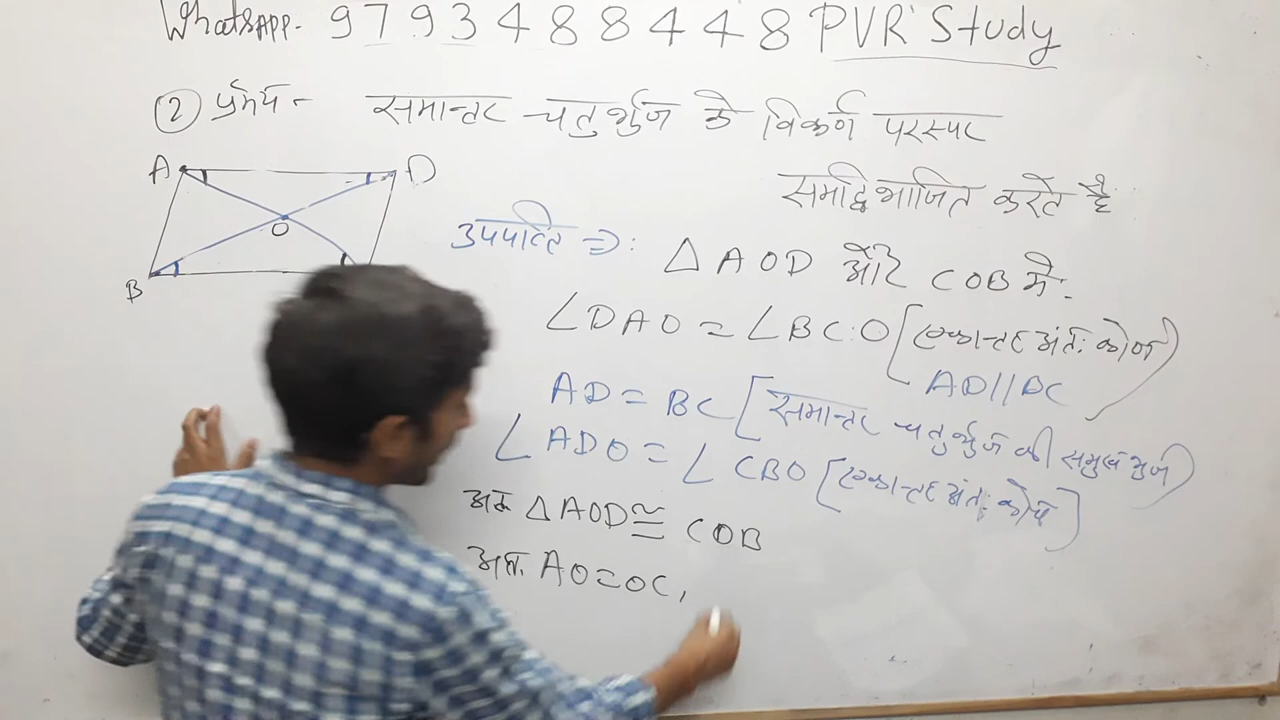 WhatsApp- 9793488448 PVR Study
② प्रमेय - समान्तर चतुर्भुज के विकर्ण परस्पर
समद्विभाजित करते है
A D
O
B
उपपत्ति ⇒: △AOD और COB मे.
∠DAO = ∠BCO [एकान्तर अंत: कोण)
AD//DC
AD = BC [समान्तर चतुर्भुज की समुख भुजा)
∠ADO = ∠CBO [एकान्तर अंत: कोण]
अतः △AOD ≅ COB
अतः AO=OC,